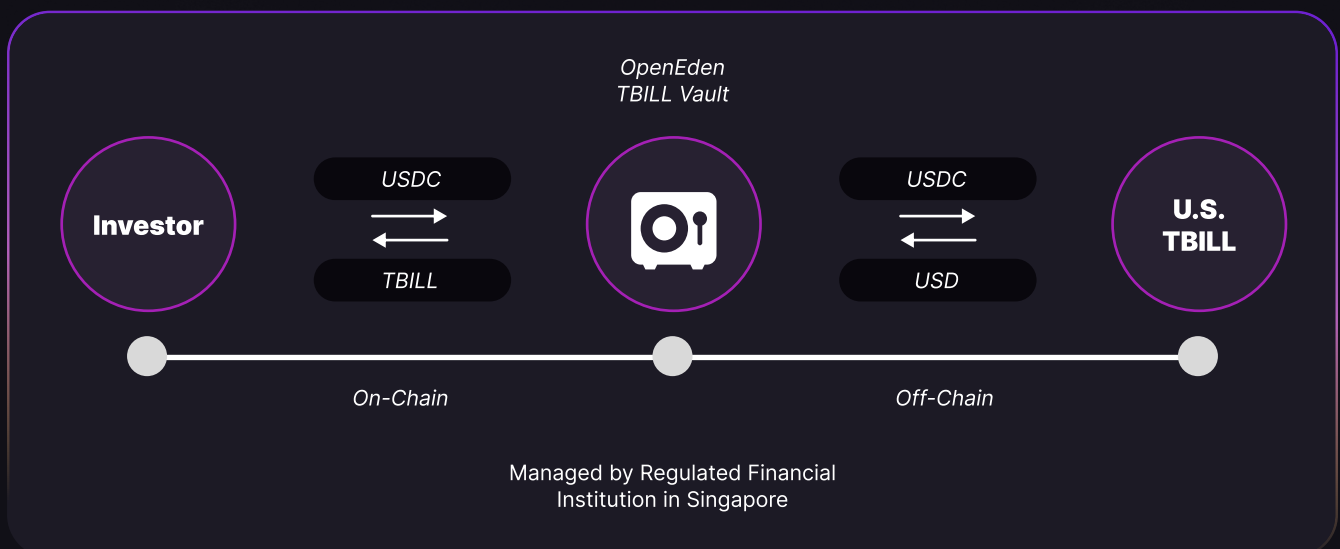 OpenEden
TBILL Vault
Investor
USDC
TBILL
USDC
USD
U.S.
TBILL
On-Chain
Off-Chain
Managed by Regulated Financial
Institution in Singapore